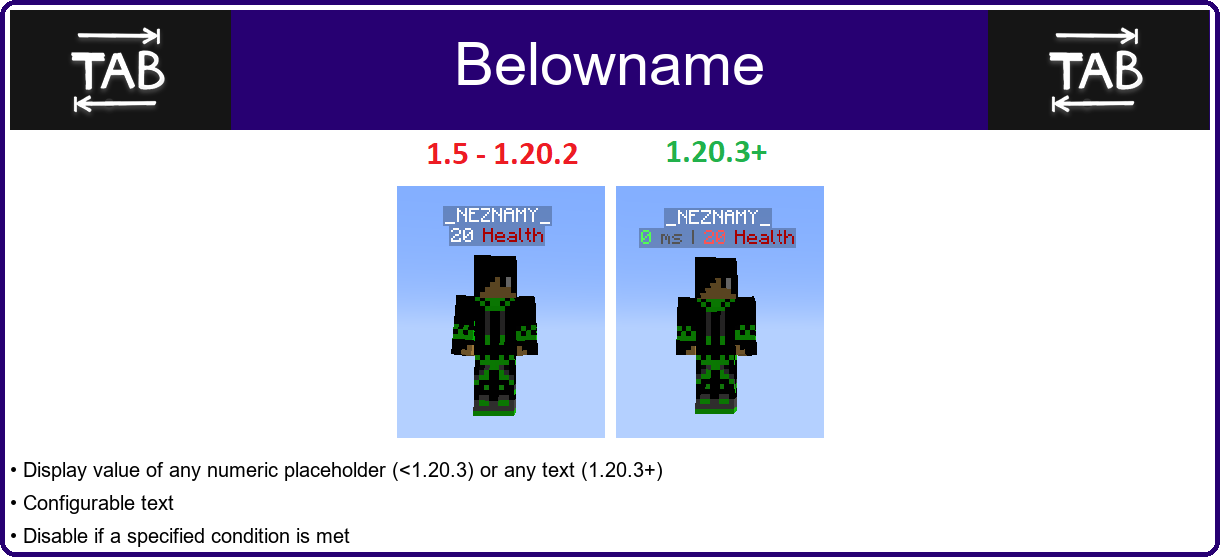 TAB
Belowname
TAB
1.5 - 1.20.2
1.20.3+
_NEZNAMY_
20 Health
_NEZNAMY_
0 ms | 20 Health
• Display value of any numeric placeholder (<1.20.3) or any text (1.20.3+)
• Configurable text
• Disable if a specified condition is met